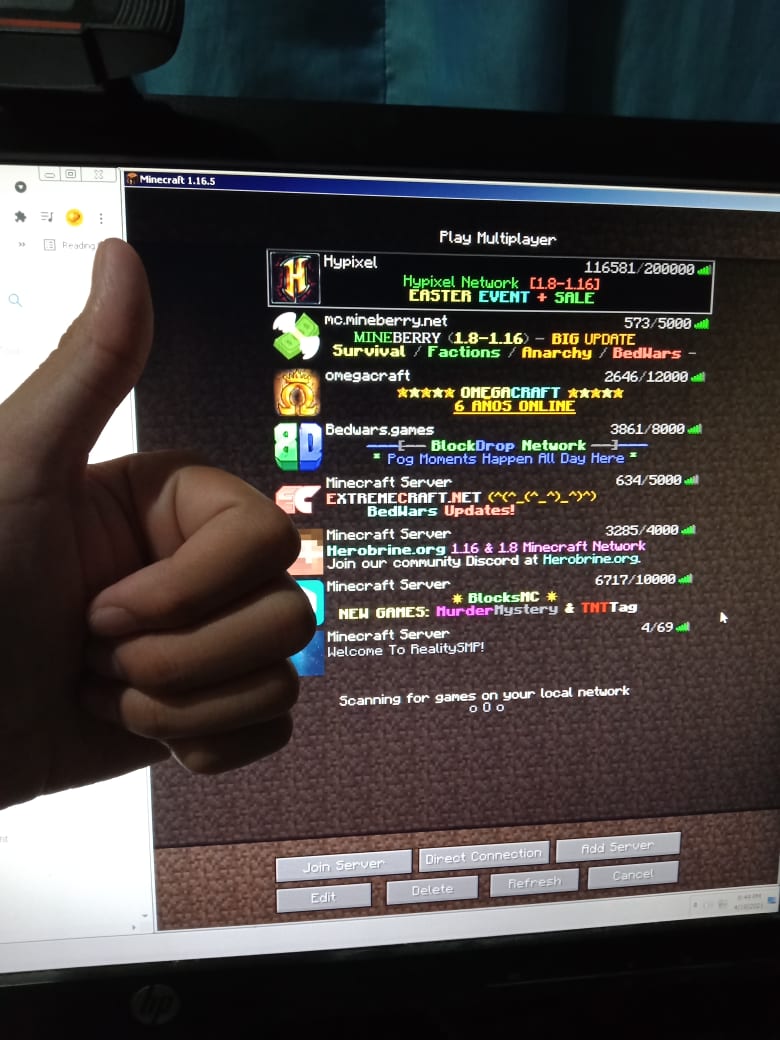 Minecraft 1.16.5
Reading
Play Multiplayer
Hypixel 116581/200000
Hypixel Network [1.8-1.16]
EASTER EVENT + SALE
mc.mineberry.net 573/5000
MINEBERRY (1.8-1.16) - BIG UPDATE
Survival / Factions / Anarchy / BedWars -
omegacraft 2646/12000
★★★★★ OMEGACRAFT ★★★★★
6 ANOS ONLINE
Bedwars.games 3861/8000
BD
BlockDrop Network
* Pog Moments Happen All Day Here *
Minecraft Server 634/5000
EC
EXTREMECRAFT.NET (^(^_(^_^)_^)^)
BedWars Updates!
Minecraft Server 3285/4000
Herobrine.org 1.16 & 1.8 Minecraft Network
Join our community Discord at Herobrine.org.
Minecraft Server 6717/10000
☀ BlocksMC ☀
NEW GAMES: MurderMystery & TNTTag
Minecraft Server 4/69
Welcome To RealitySMP!
Scanning for games on your local network
o O o
Join Server Direct Connection Add Server
Edit Delete Refresh Cancel
hp